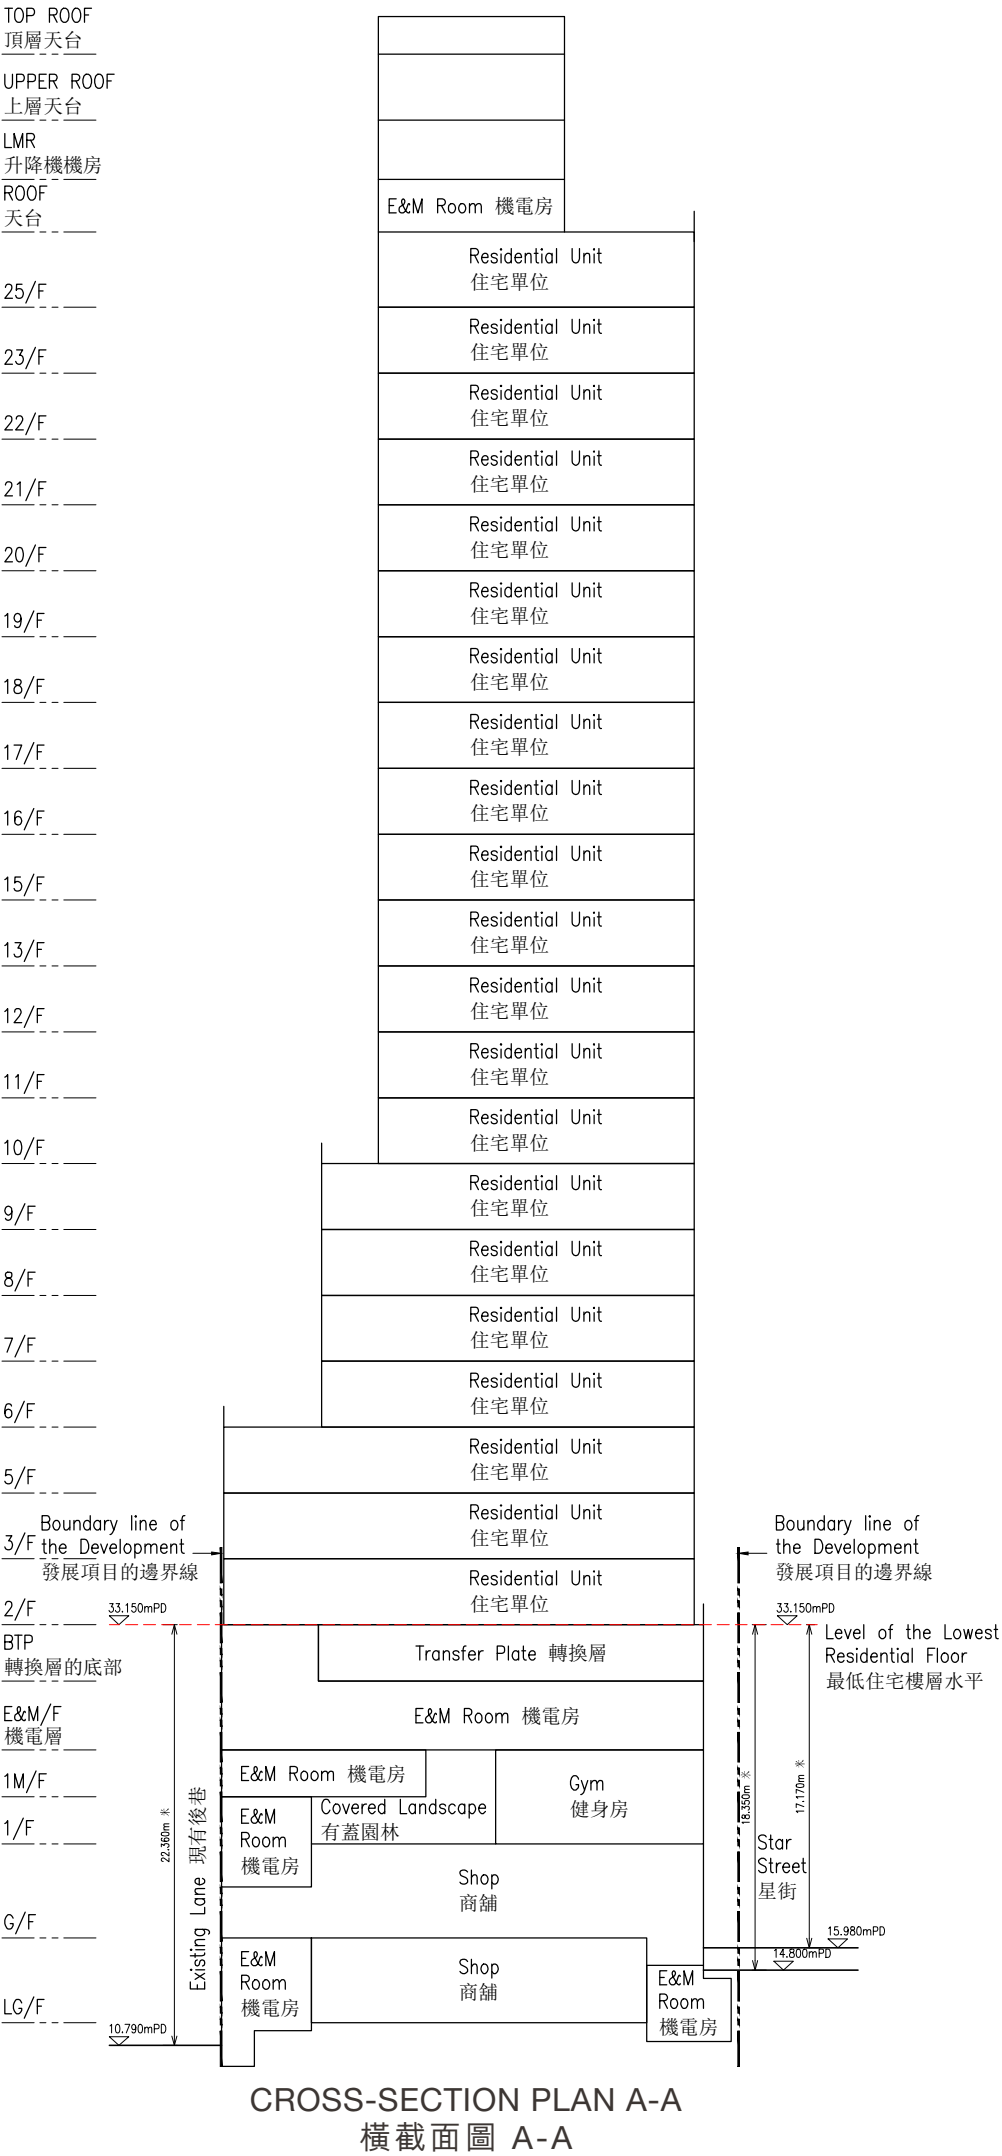 TOP ROOF
頂層天台
UPPER ROOF
上層天台
LMR
升降機機房
ROOF
天台
E&M Room 機電房
Residential Unit
住宅單位
25/F
Residential Unit
住宅單位
23/F
Residential Unit
住宅單位
22/F
Residential Unit
住宅單位
21/F
Residential Unit
住宅單位
20/F
Residential Unit
住宅單位
19/F
Residential Unit
住宅單位
18/F
Residential Unit
住宅單位
17/F
Residential Unit
住宅單位
16/F
Residential Unit
住宅單位
15/F
Residential Unit
住宅單位
13/F
Residential Unit
住宅單位
12/F
Residential Unit
住宅單位
11/F
Residential Unit
住宅單位
10/F
Residential Unit
住宅單位
9/F
Residential Unit
住宅單位
8/F
Residential Unit
住宅單位
7/F
Residential Unit
住宅單位
6/F
Residential Unit
住宅單位
5/F
Residential Unit
住宅單位
3/F
Boundary line of
the Development
發展項目的邊界線
Boundary line of
the Development
發展項目的邊界線
Residential Unit
住宅單位
2/F
33.150mPD
33.150mPD
Level of the Lowest
Residential Floor
最低住宅樓層水平
BTP
轉換層的底部
Transfer Plate 轉換層
E&M/F
機電層
E&M Room 機電房
1M/F
E&M Room 機電房
Gym
健身房
1/F
E&M
Room
機電房
Covered Landscape
有蓋園林
22.360m 米
Existing Lane 現有後巷
18.350m 米
17.170m 米
Star
Street
星街
Shop
商舖
G/F
15.980mPD
14.800mPD
E&M
Room
機電房
Shop
商舖
E&M
Room
機電房
LG/F
10.790mPD
CROSS-SECTION PLAN A-A
橫截面圖 A-A